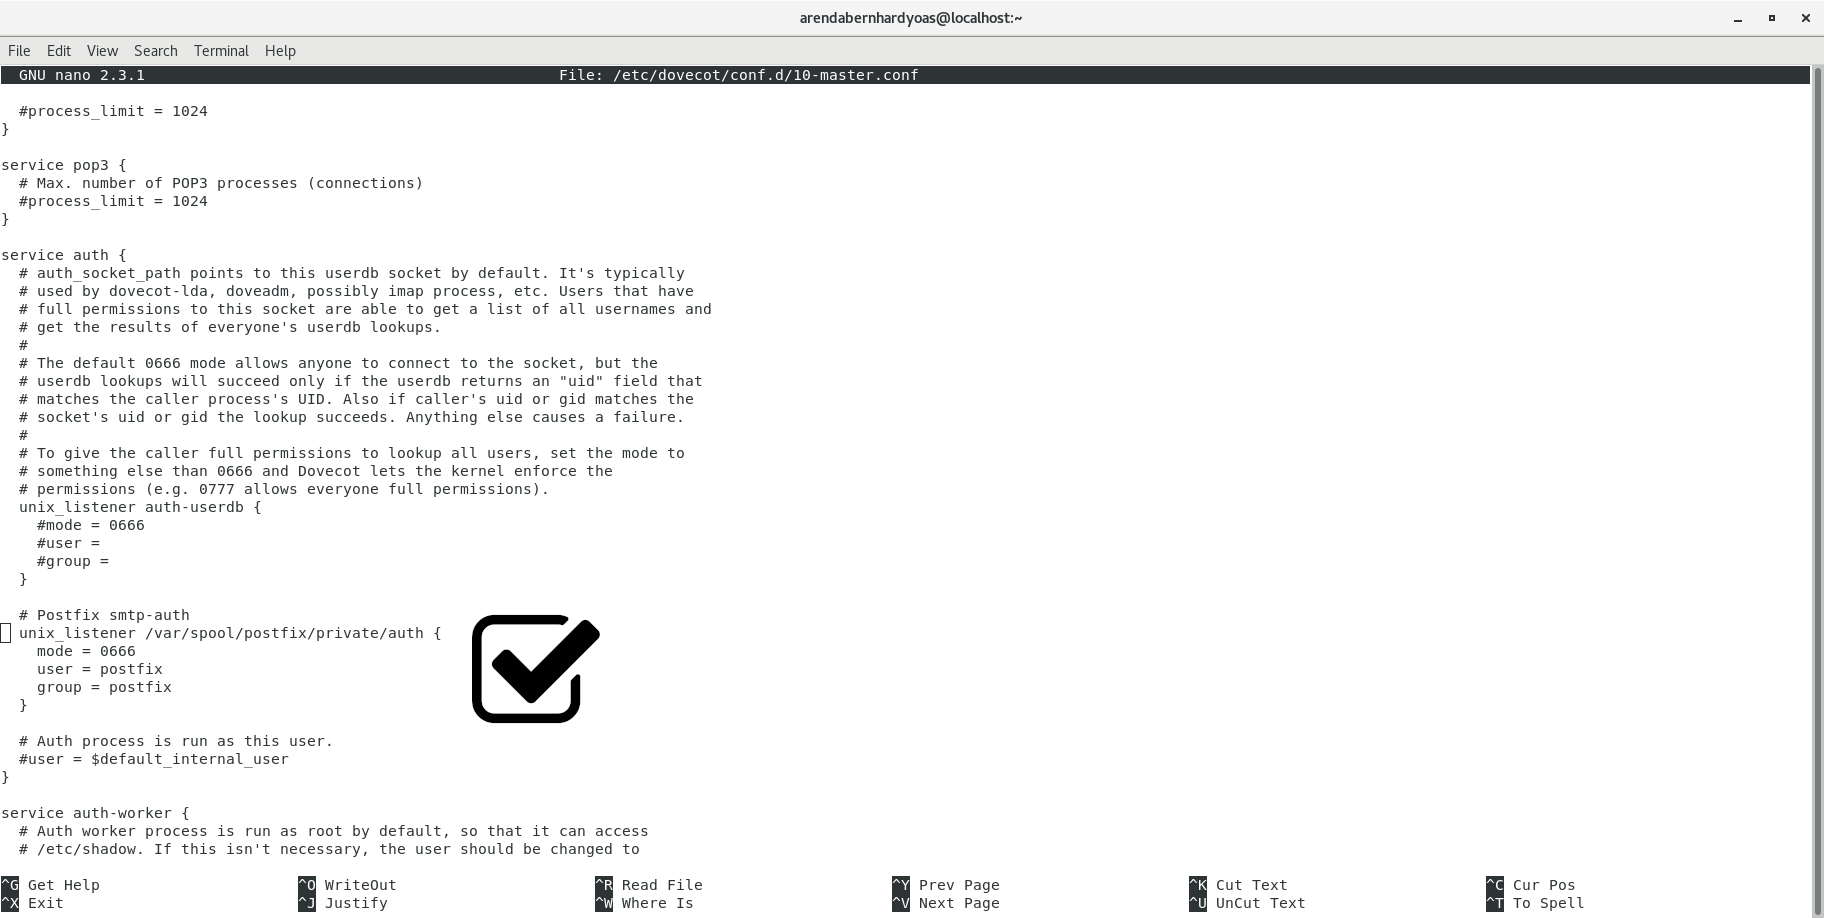 arendabernhardyoas@localhost:~
File Edit View Search Terminal Help
GNU nano 2.3.1 File: /etc/dovecot/conf.d/10-master.conf
#process_limit = 1024
}
service pop3 {
# Max. number of POP3 processes (connections)
#process_limit = 1024
}
service auth {
# auth_socket_path points to this userdb socket by default. It's typically
# used by dovecot-lda, doveadm, possibly imap process, etc. Users that have
# full permissions to this socket are able to get a list of all usernames and
# get the results of everyone's userdb lookups.
#
# The default 0666 mode allows anyone to connect to the socket, but the
# userdb lookups will succeed only if the userdb returns an "uid" field that
# matches the caller process's UID. Also if caller's uid or gid matches the
# socket's uid or gid the lookup succeeds. Anything else causes a failure.
#
# To give the caller full permissions to lookup all users, set the mode to
# something else than 0666 and Dovecot lets the kernel enforce the
# permissions (e.g. 0777 allows everyone full permissions).
unix_listener auth-userdb {
#mode = 0666
#user =
#group =
}
# Postfix smtp-auth
unix_listener /var/spool/postfix/private/auth {
mode = 0666
user = postfix
group = postfix
}
# Auth process is run as this user.
#user = $default_internal_user
}
service auth-worker {
# Auth worker process is run as root by default, so that it can access
# /etc/shadow. If this isn't necessary, the user should be changed to
^G Get Help ^O WriteOut ^R Read File ^Y Prev Page ^K Cut Text ^C Cur Pos
^X Exit ^J Justify ^W Where Is ^V Next Page ^U UnCut Text ^T To Spell